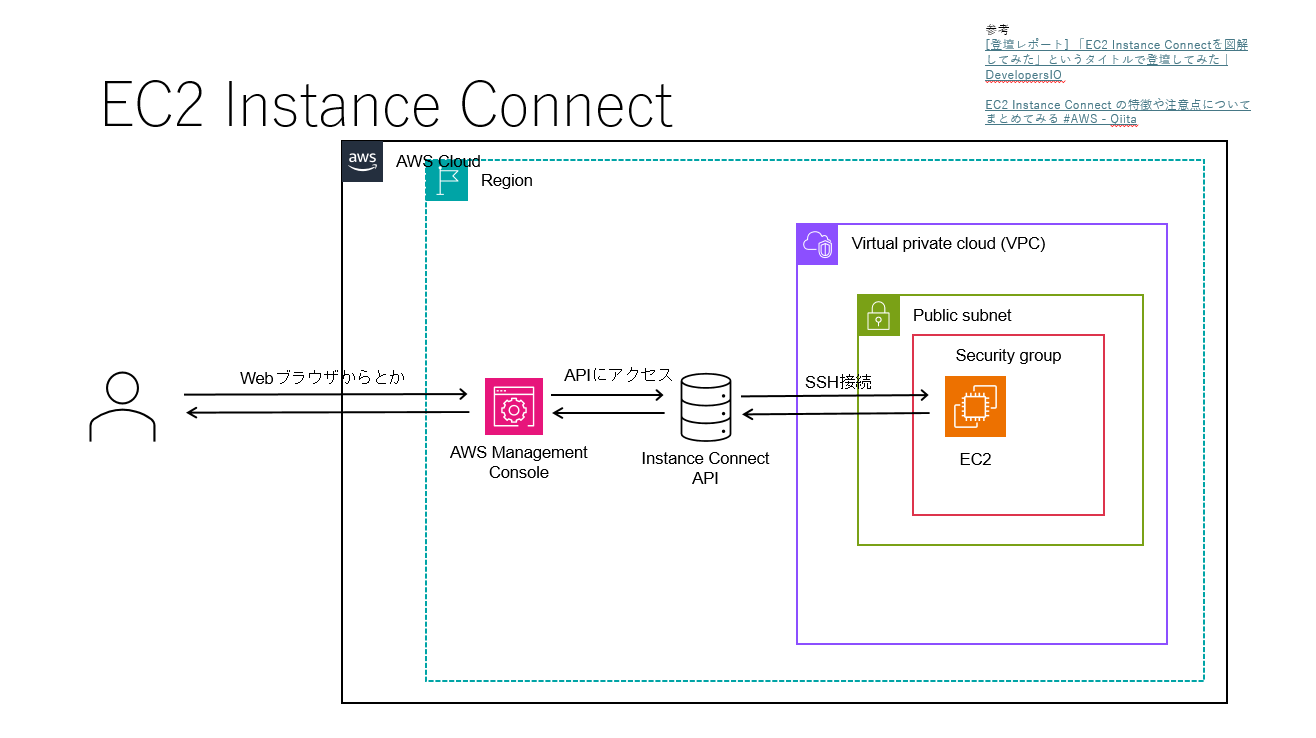 参考
[登壇レポート] 「EC2 Instance Connectを図解
してみた」というタイトルで登壇してみた |
DevelopersIO
EC2 Instance Connect の特徴や注意点について
まとめてみる #AWS - Qiita
EC2 Instance Connect
aws
AWS Cloud
Region
Virtual private cloud (VPC)
Public subnet
Security group
Webブラウザからとか
APIにアクセス
SSH接続
AWS Management
Console
Instance Connect
API
EC2